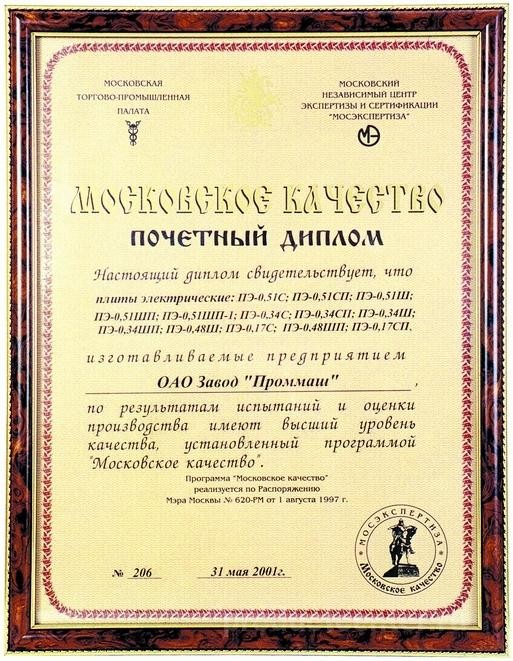 МОСКОВСКАЯ
ТОРГОВО-ПРОМЫШЛЕННАЯ
ПАЛАТА
МОСКОВСКИЙ
НЕЗАВИСИМЫЙ ЦЕНТР
ЭКСПЕРТИЗЫ И СЕРТИФИКАЦИИ
"МОСЭКСПЕРТИЗА"
МЭ
МОСКОВСКОЕ КАЧЕСТВО
ПОЧЕТНЫЙ ДИПЛОМ
Настоящий диплом свидетельствует, что
плиты электрические: ПЭ-0,51С; ПЭ-0,51СП; ПЭ-0,51Ш;
ПЭ-0,51ШП; ПЭ-0,51ШП-1; ПЭ-0,34С; ПЭ-0,34СП; ПЭ-0,34Ш;
ПЭ-0,34ШП; ПЭ-0,48Ш; ПЭ-0,17С; ПЭ-0,48ШП; ПЭ-0,17СП.
изготавливаемые предприятием
ОАО Завод "Проммаш" ,
по результатам испытаний и оценки
производства имеют высший уровень
качества, установленный программой
"Московское качество".
Программа "Московское качество"
реализуется по Распоряжению
Мэра Москвы № 620-РМ от 1 августа 1997 г.
№ 206 31 мая 2001г.
МОСЭКСПЕРТИЗА
Московское качество